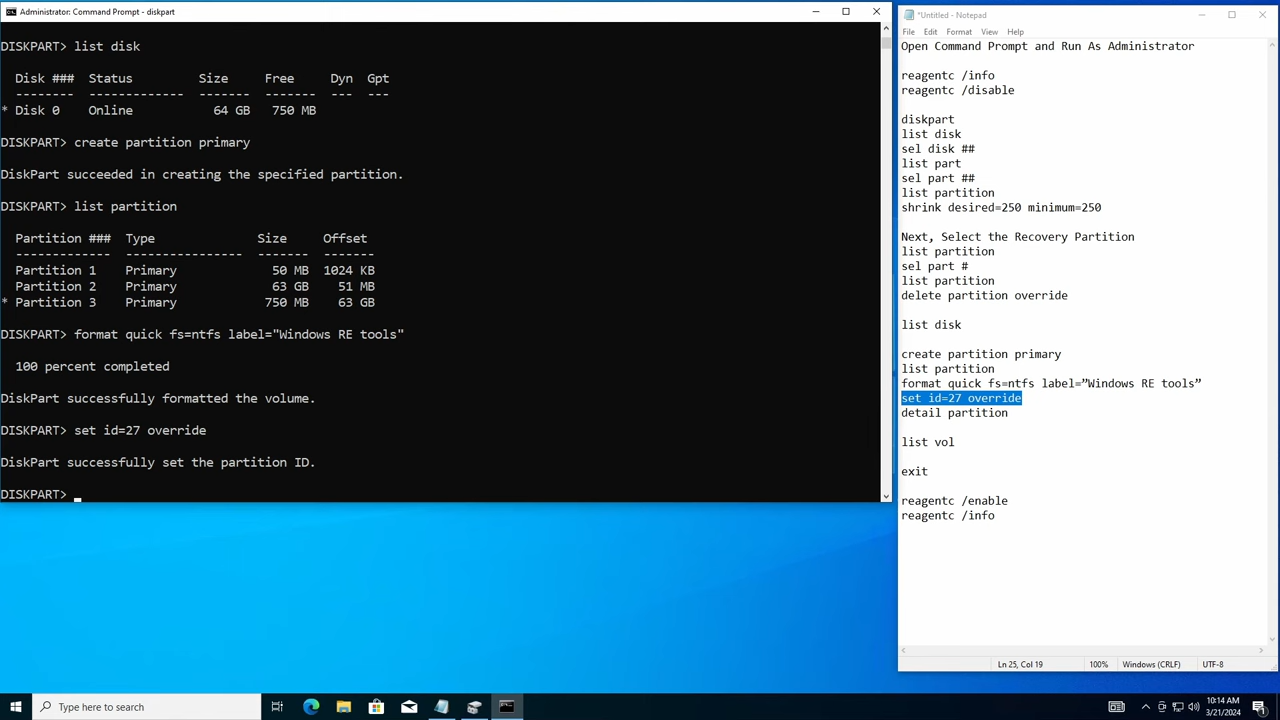 Administrator: Command Prompt - diskpart
DISKPART> list disk
Disk ### Status Size Free Dyn Gpt
-------- ------------- ------- ------- --- ---
* Disk 0 Online 64 GB 750 MB
DISKPART> create partition primary
DiskPart succeeded in creating the specified partition.
DISKPART> list partition
Partition ### Type Size Offset
------------- ---------------- ------- -------
Partition 1 Primary 50 MB 1024 KB
Partition 2 Primary 63 GB 51 MB
* Partition 3 Primary 750 MB 63 GB
DISKPART> format quick fs=ntfs label="Windows RE tools"
100 percent completed
DiskPart successfully formatted the volume.
DISKPART> set id=27 override
DiskPart successfully set the partition ID.
DISKPART>
*Untitled - Notepad
File Edit Format View Help
Open Command Prompt and Run As Administrator
reagentc /info
reagentc /disable
diskpart
list disk
sel disk ##
list part
sel part ##
list partition
shrink desired=250 minimum=250
Next, Select the Recovery Partition
list partition
sel part #
list partition
delete partition override
list disk
create partition primary
list partition
format quick fs=ntfs label=”Windows RE tools”
set id=27 override
detail partition
list vol
exit
reagentc /enable
reagentc /info
Ln 25, Col 19 100% Windows (CRLF) UTF-8
Type here to search
10:14 AM
3/21/2024
1